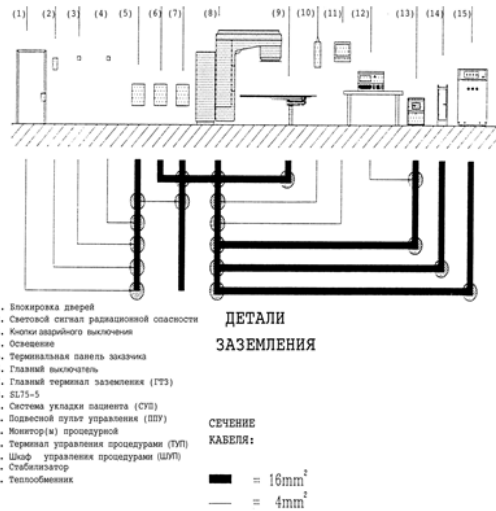 (1) (2) (3) (4) (5) (6) (7) (8) (9) (10) (11) (12) (13) (14) (15)
. Блокировка дверей
. Световой сигнал радиационной опасности
. Кнопки аварийного выключения
. Освещение
. Терминальная панель заказчика
. Главный выключатель
. Главный терминал заземления (ГТЗ)
. SL75-5
. Система укладки пациента (СУП)
. Подвесной пульт управления (ППУ)
. Монитор(ы) процедурной
. Терминал управления процедурами (ТУП)
. Шкаф управления процедурами (ШУП)
. Стабилизатор
. Теплообменник
ДЕТАЛИ
ЗАЗЕМЛЕНИЯ
СЕЧЕНИЕ
КАБЕЛЯ:
= 16mm²
= 4mm²